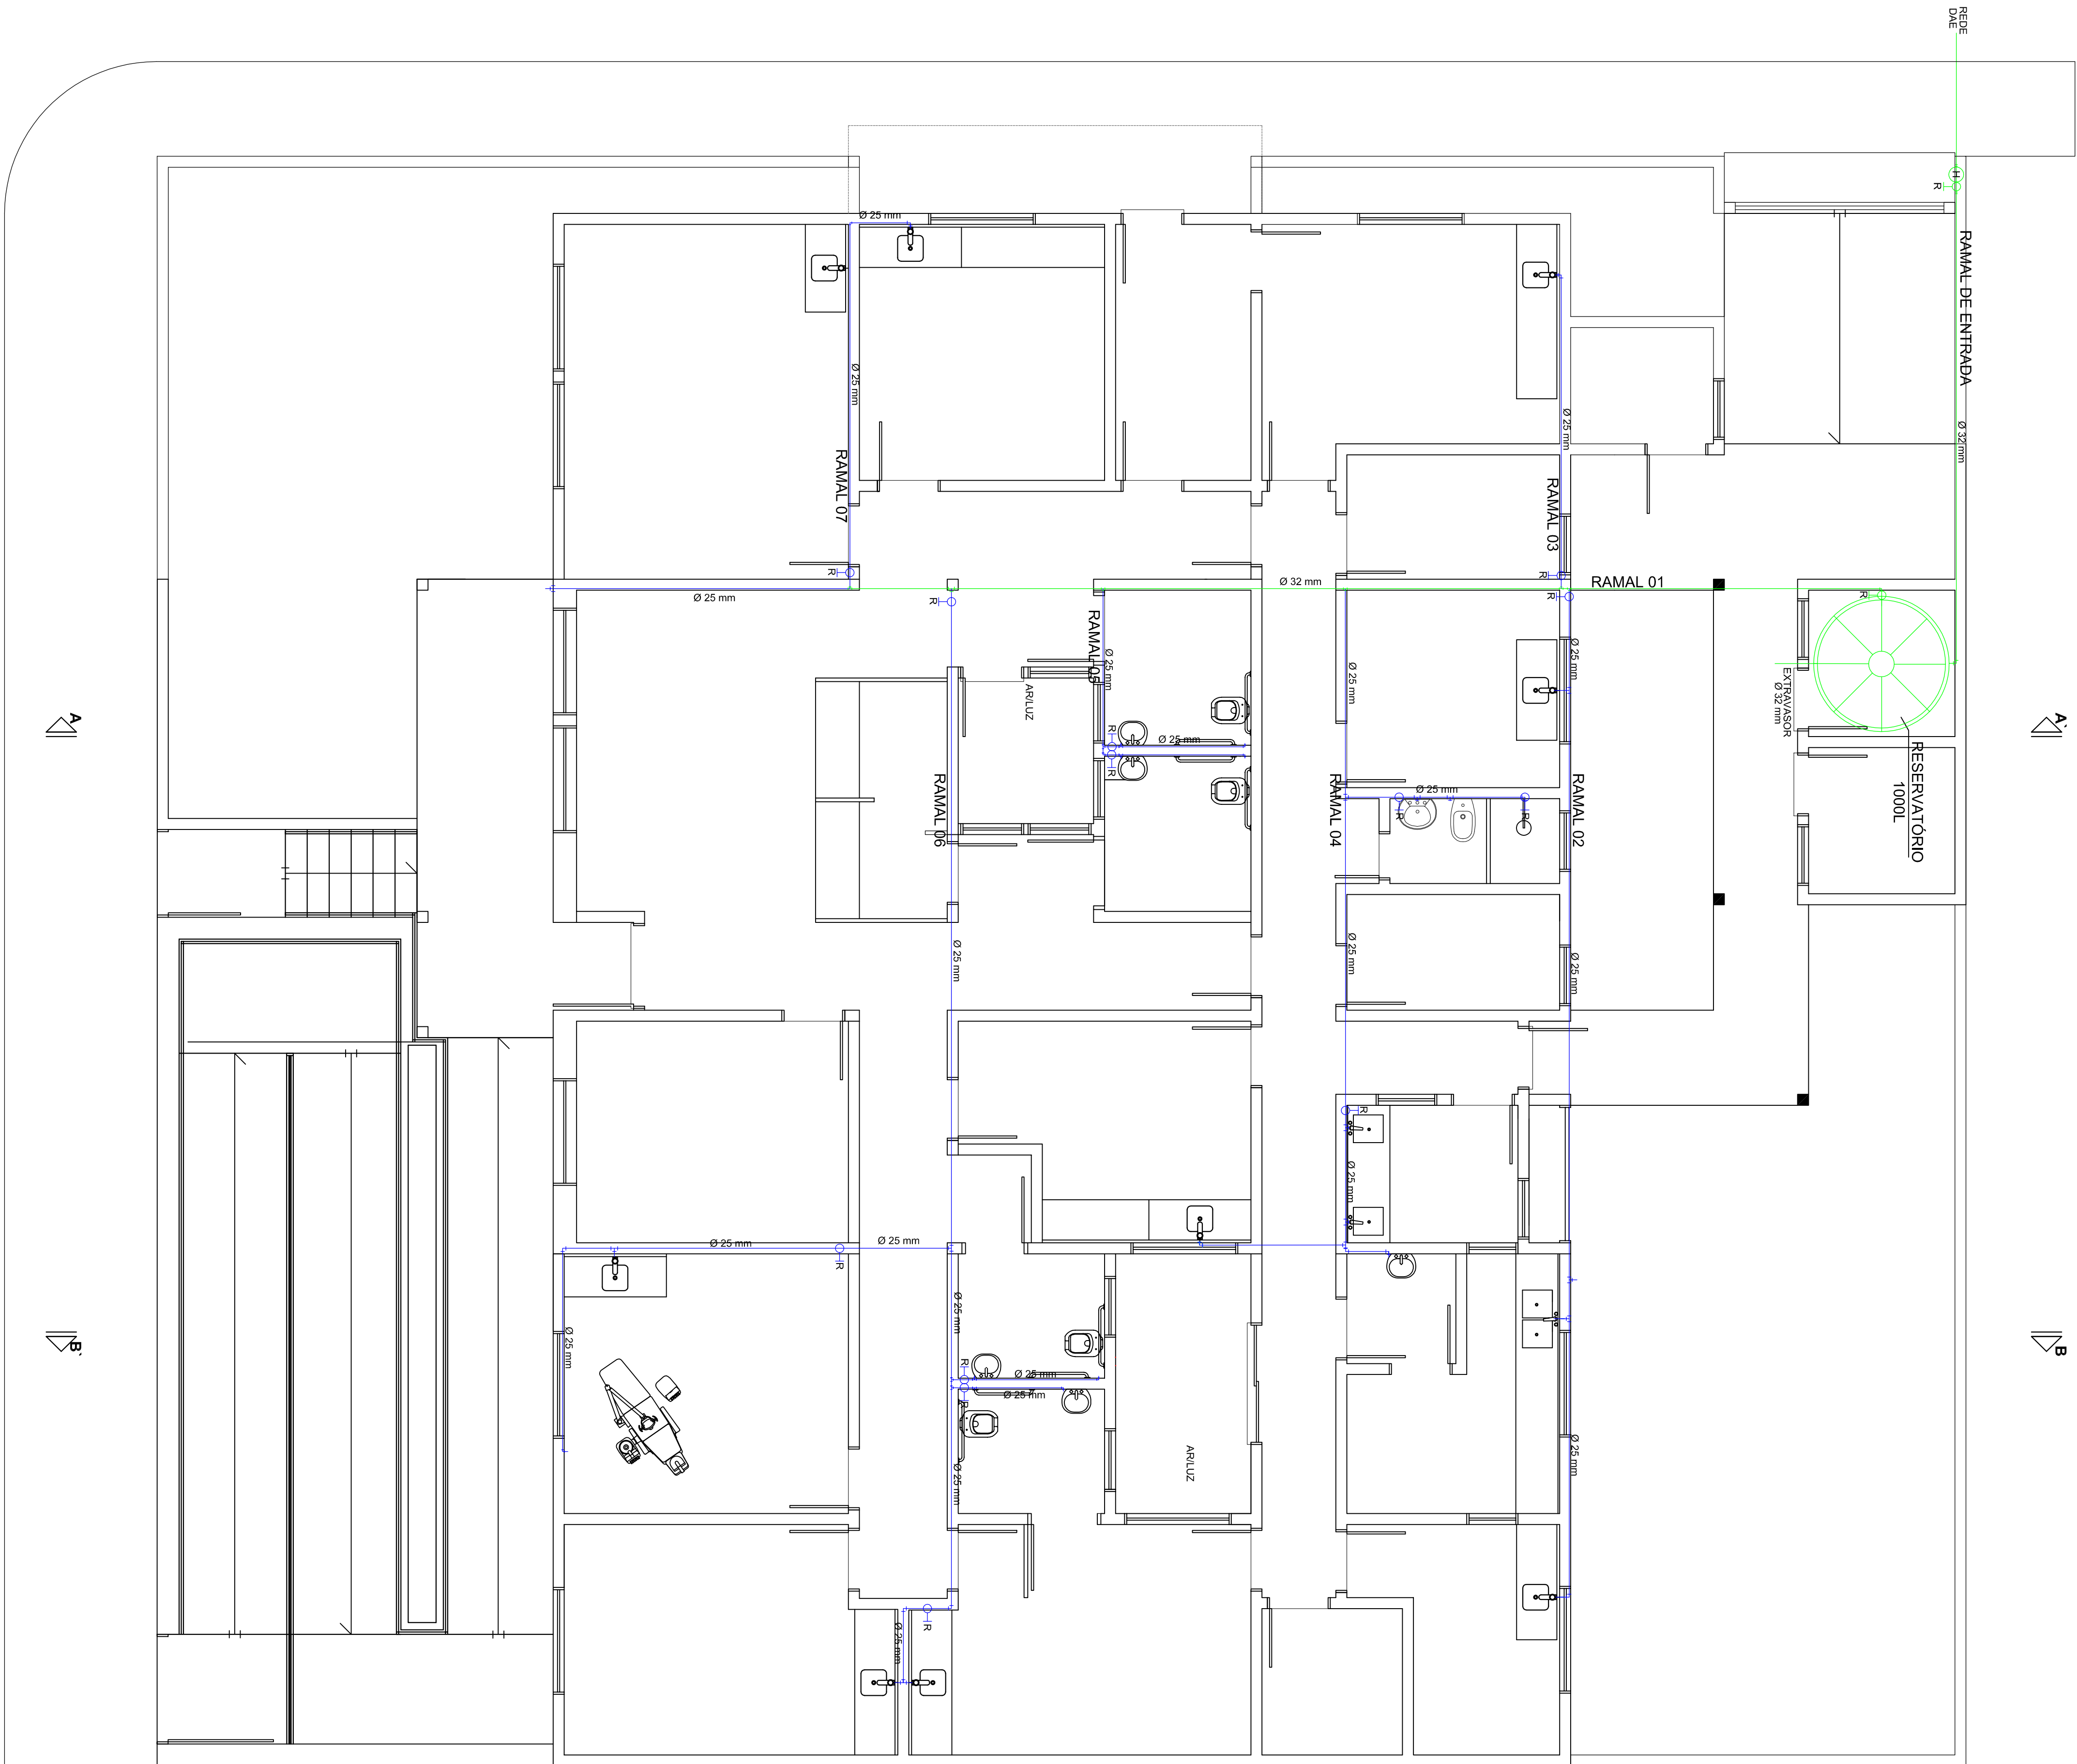 REDE
DAE
H
R
RAMAL DE ENTRADA
Ø 32 mm
Ø 25 mm
Ø 25 mm
Ø 25 mm
RAMAL 07
RAMAL 03
R
R
RAMAL 01
Ø 32 mm
Ø 25 mm
R
R
R
RAMAL 05
Ø 25 mm
Ø 25 mm
Ø 25 mm
AR/LUZ
EXTRAVASOR
Ø 32 mm
A
A`
RESERVATÓRIO
1000L
R
Ø 25 mm
R
RAMAL 06
RAMAL 04
RAMAL 02
Ø 25 mm
R
R
Ø 25 mm
Ø 25 mm
Ø 25 mm
R
Ø 25 mm
Ø 25 mm
Ø 25 mm
R
Ø 25 mm
Ø 25 mm
B`
B
R
Ø 25 mm
Ø 25 mm
R
AR/LUZ
Ø 25 mm
Ø 25 mm
Ø 25 mm
R